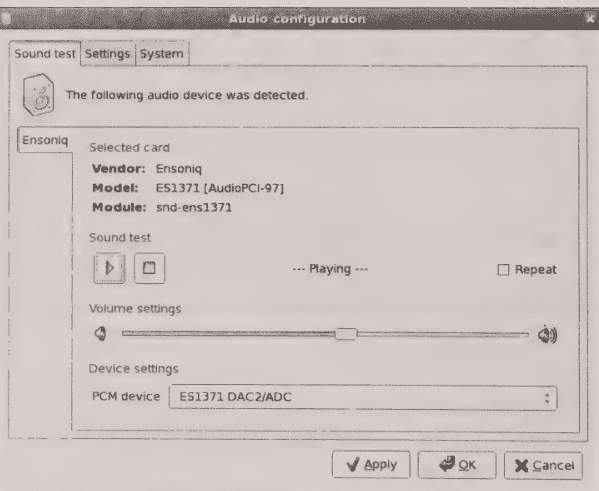 Audio configuration
Sound test Settings System
The following audio device was detected.
Ensoniq
Selected card
Vendor: Ensoniq
Model: ES1371 [AudioPCI-97]
Module: snd-ens1371
Sound test
--- Playing --- Repeat
Volume settings
Device settings
PCM device ES1371 DAC2/ADC
Apply OK Cancel